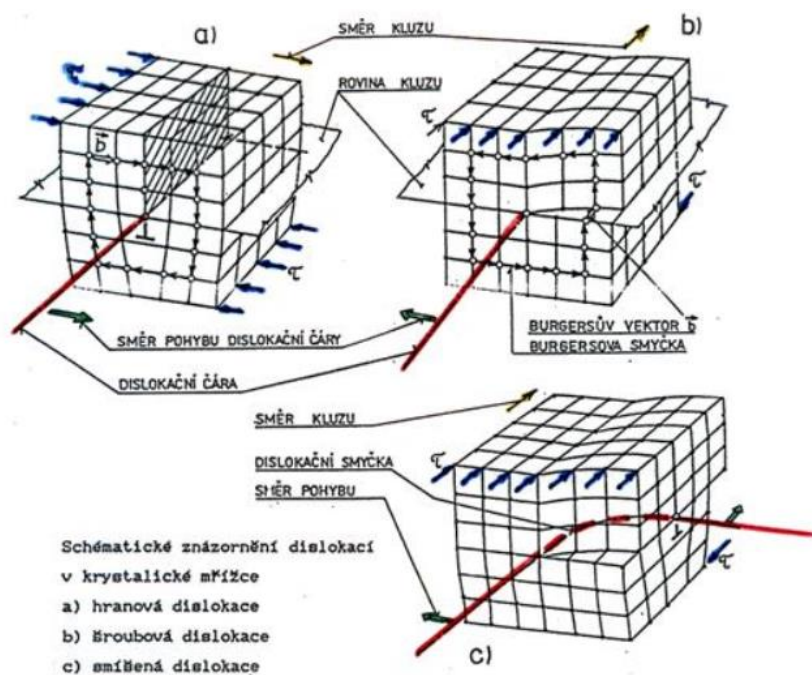 a)
SMĚR KLUZU
b)
τ
ROVINA KLUZU
τ
b
τ
τ
⊥
SMĚR POHYBU DISLOKAČNÍ ČÁRY
DISLOKAČNÍ ČÁRA
BURGERSŮV VEKTOR b
BURGERSOVA SMYČKA
SMĚR KLUZU
DISLOKAČNÍ SMYČKA
τ
SMĚR POHYBU
⊥
τ
c)
Schématické znázornění dislokací
v krystalické mřížce
a) hranová dislokace
b) šroubová dislokace
c) smíšená dislokace